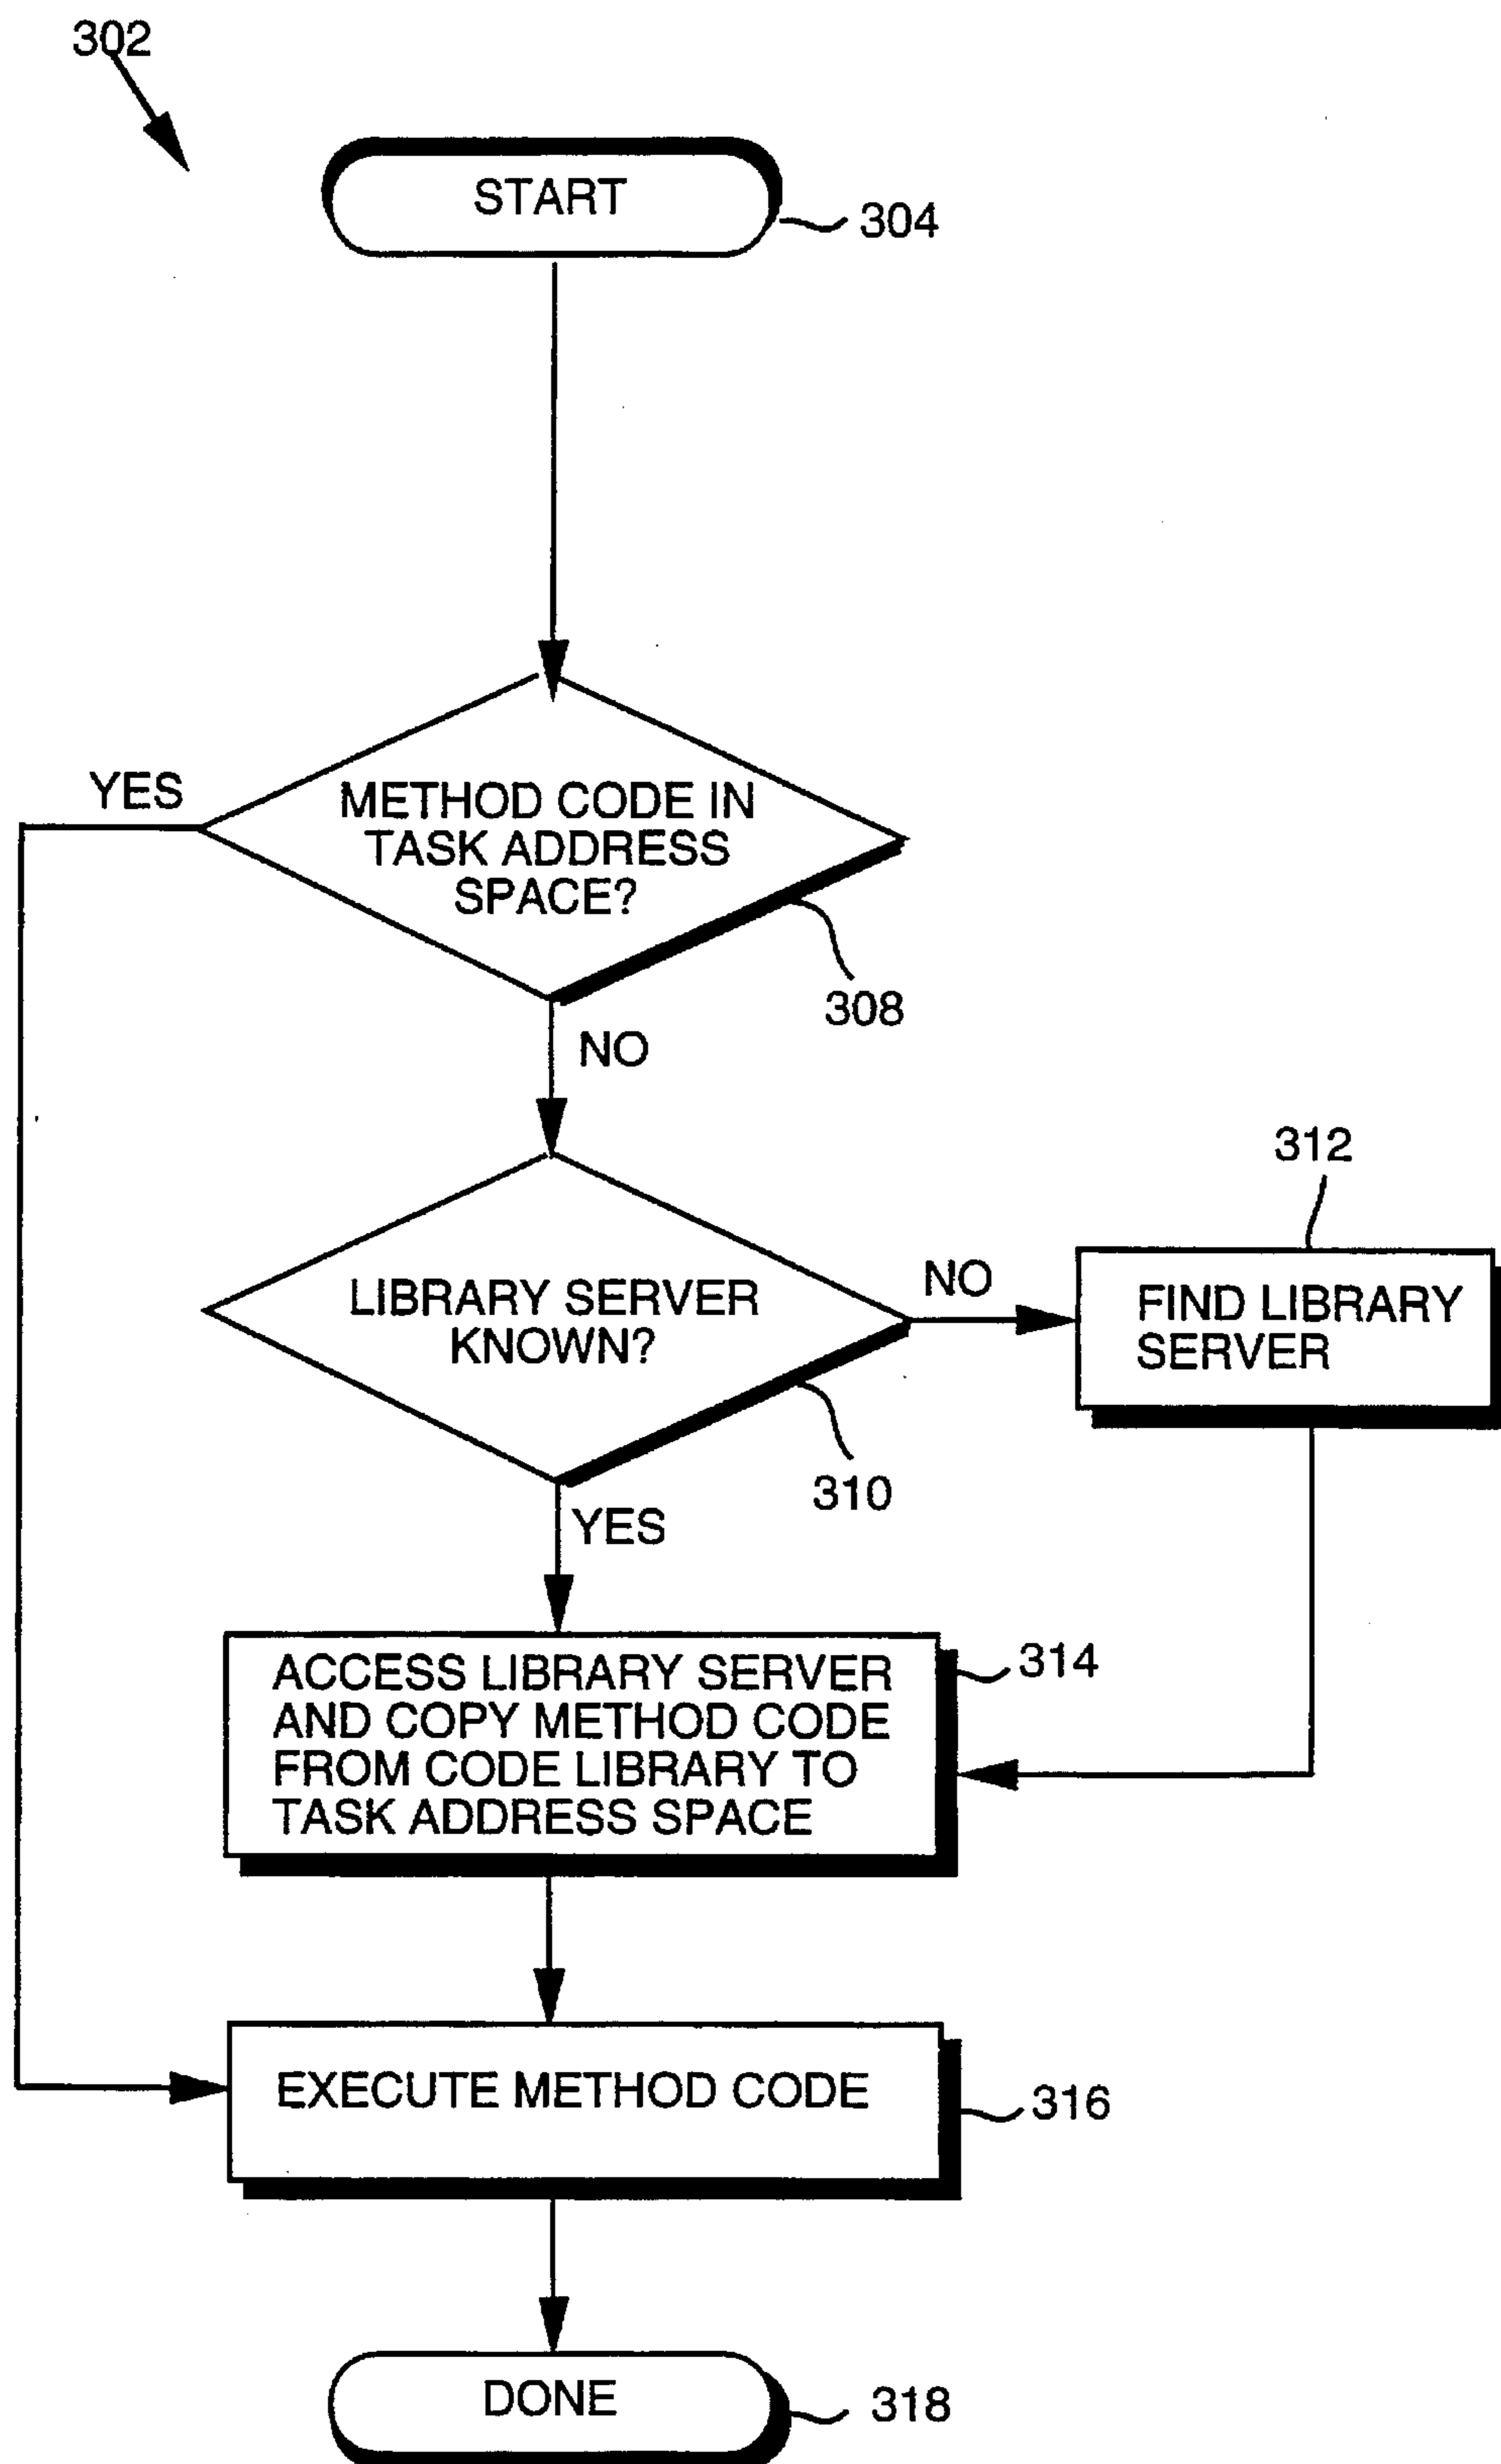 302
START
304
YES
METHOD CODE IN
TASK ADDRESS
SPACE?
308
NO
312
LIBRARY SERVER
KNOWN?
NO
FIND LIBRARY
SERVER
310
YES
ACCESS LIBRARY SERVER
AND COPY METHOD CODE
FROM CODE LIBRARY TO
TASK ADDRESS SPACE
314
EXECUTE METHOD CODE
316
DONE
318